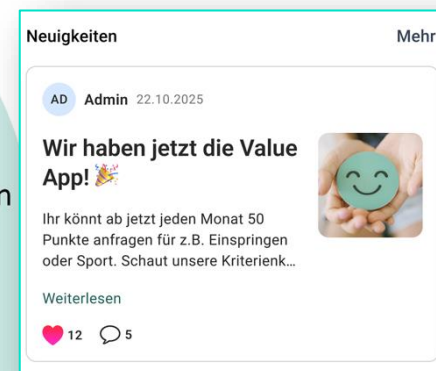 Neuigkeiten Mehr
AD Admin 22.10.2025
Wir haben jetzt die Value
App! 🎉
Ihr könnt ab jetzt jeden Monat 50
Punkte anfragen für z.B. Einspringen
oder Sport. Schaut unsere Kriterienk...
Weiterlesen
12 5